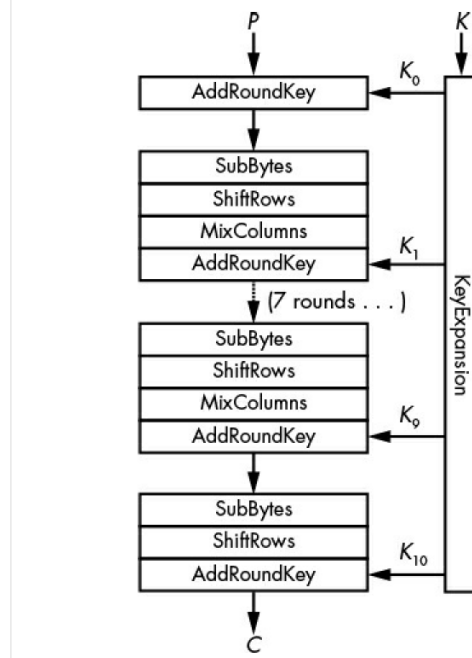 P
K
AddRoundKey
K₀
SubBytes
ShiftRows
MixColumns
AddRoundKey
K₁
(7 rounds . . . )
KeyExpansion
SubBytes
ShiftRows
MixColumns
AddRoundKey
K₉
SubBytes
ShiftRows
AddRoundKey
K₁₀
C